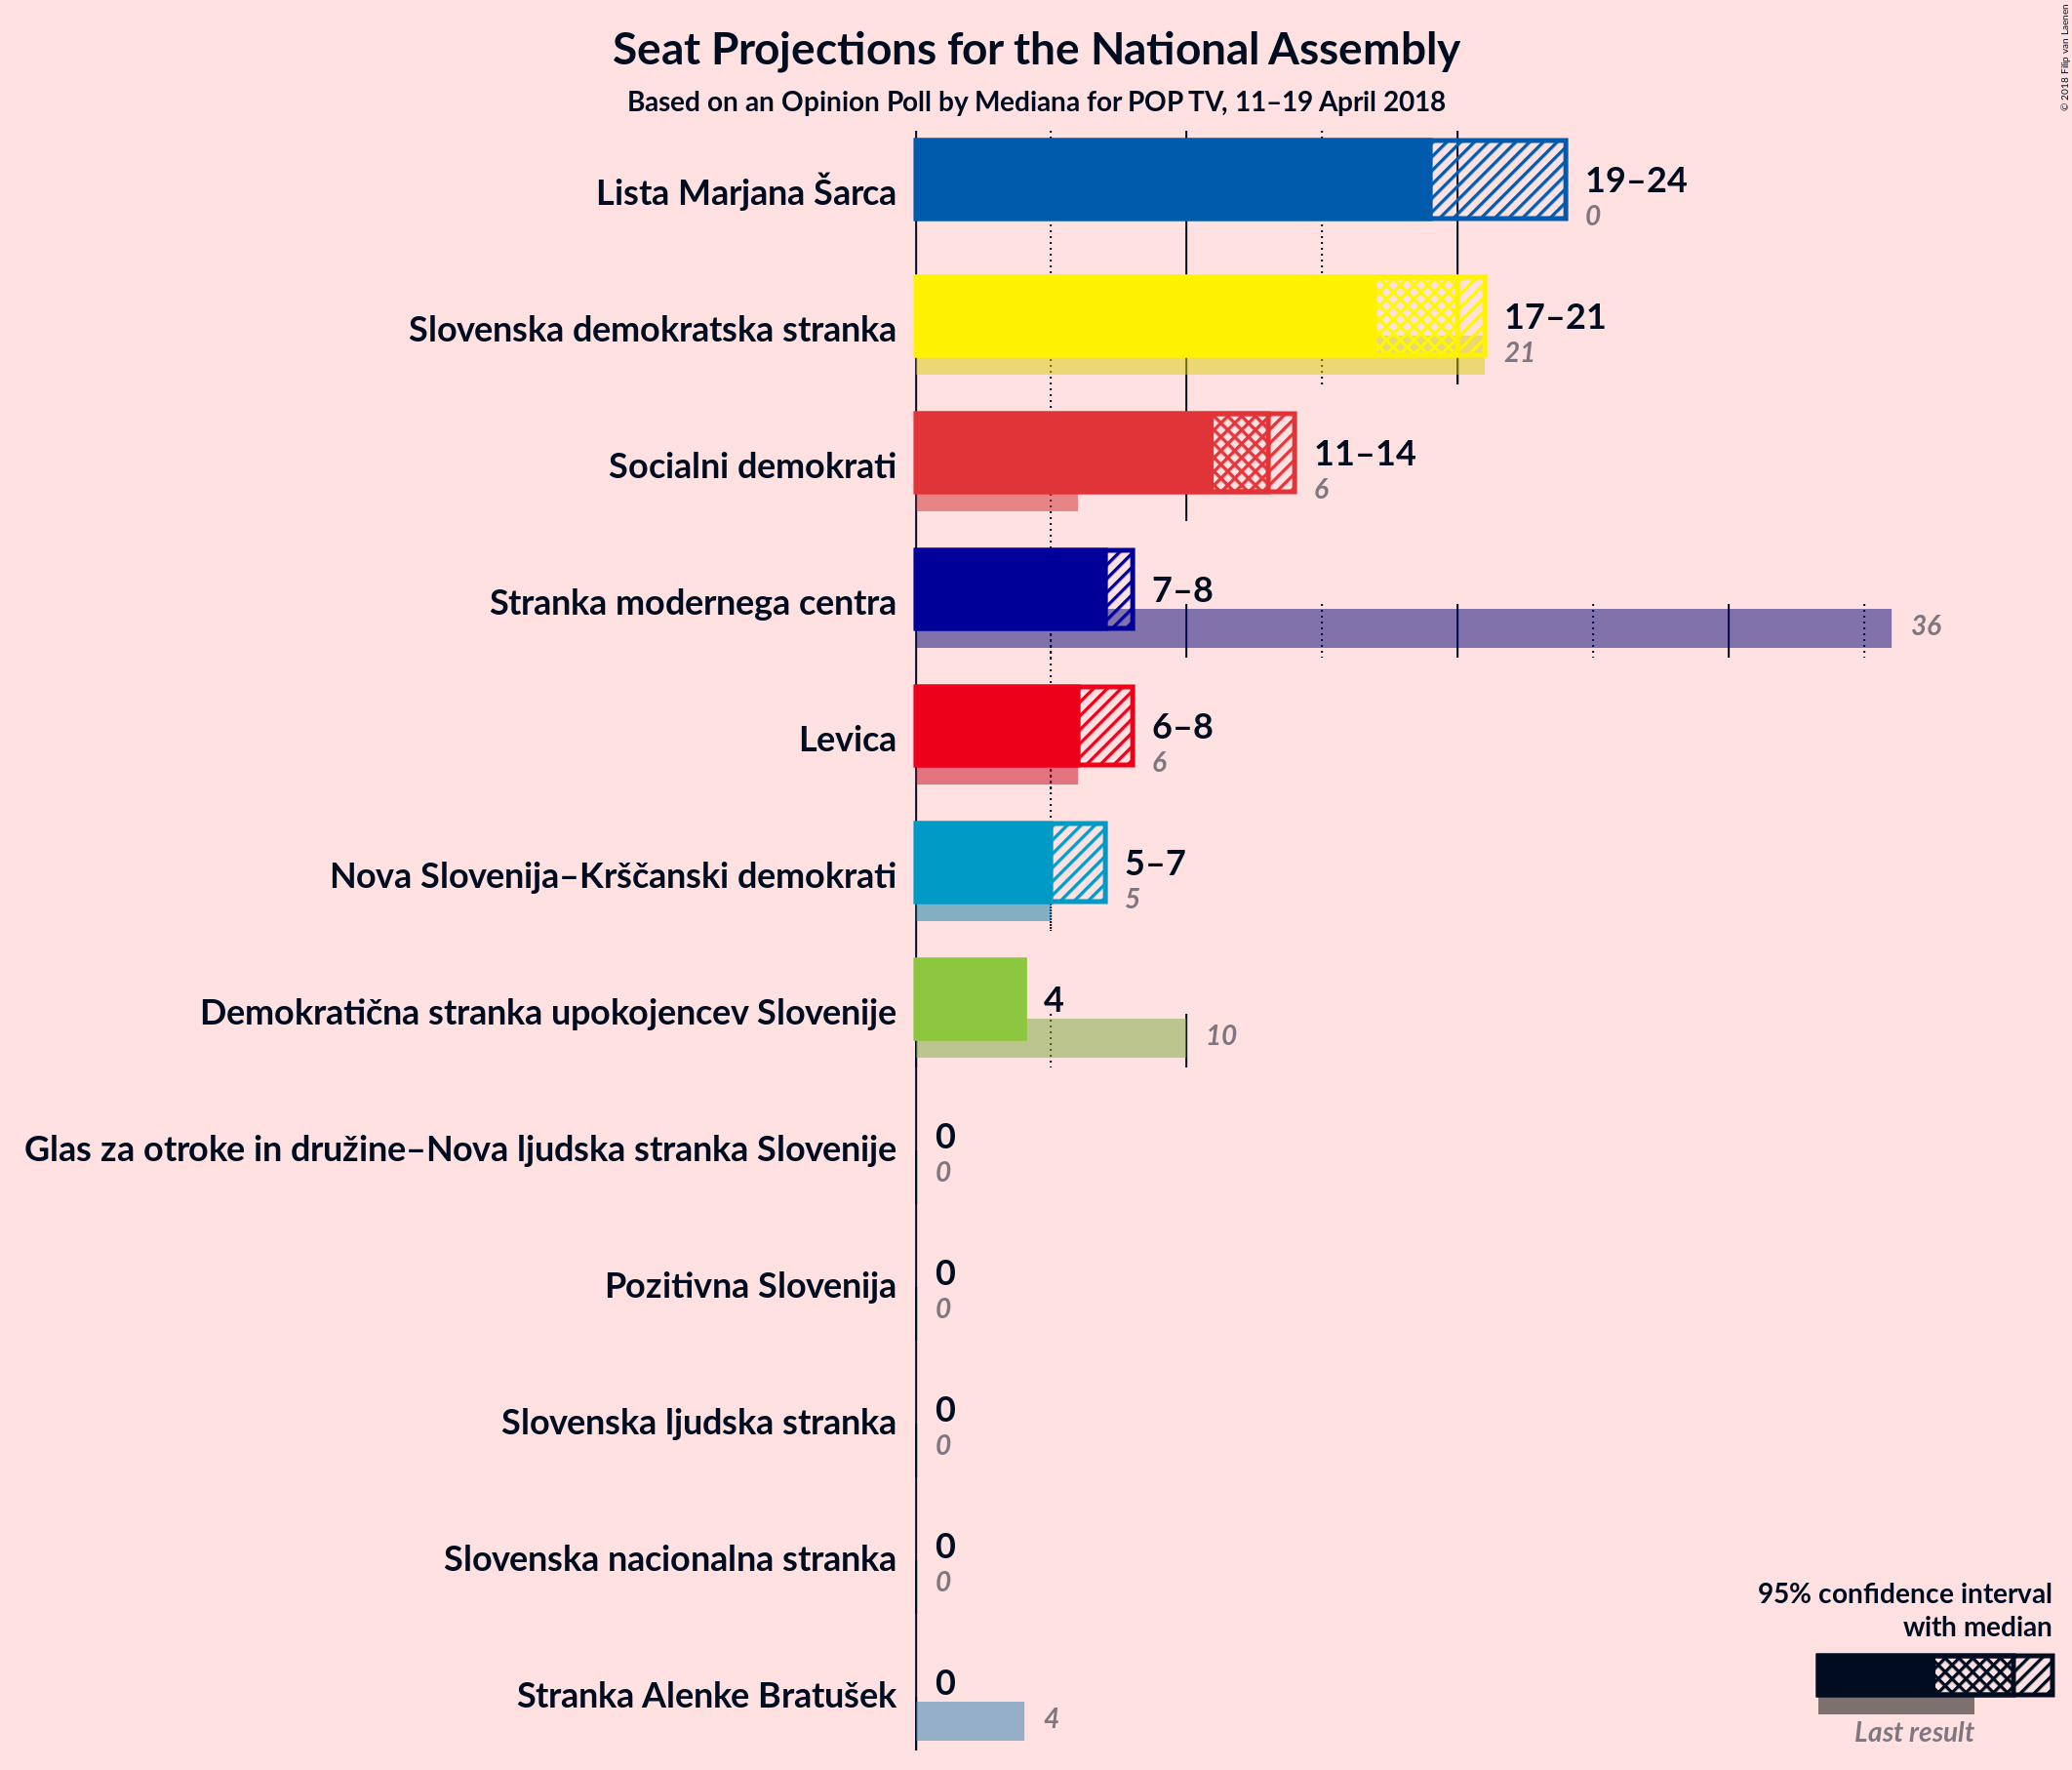 Seat Projections for the National Assembly
Based on an Opinion Poll by Mediana for POP TV, 11–19 April 2018
© 2018 Filip van Laenen
Lista Marjana Šarca
19–24
0
Slovenska demokratska stranka
17–21
21
Socialni demokrati
11–14
6
Stranka modernega centra
7–8
36
Levica
6–8
6
Nova Slovenija–Krščanski demokrati
5–7
5
Demokratična stranka upokojencev Slovenije
4
10
Glas za otroke in družine–Nova ljudska stranka Slovenije
0
0
Pozitivna Slovenija
0
0
Slovenska ljudska stranka
0
0
Slovenska nacionalna stranka
0
0
Stranka Alenke Bratušek
0
4
95% confidence interval
with median
Last result